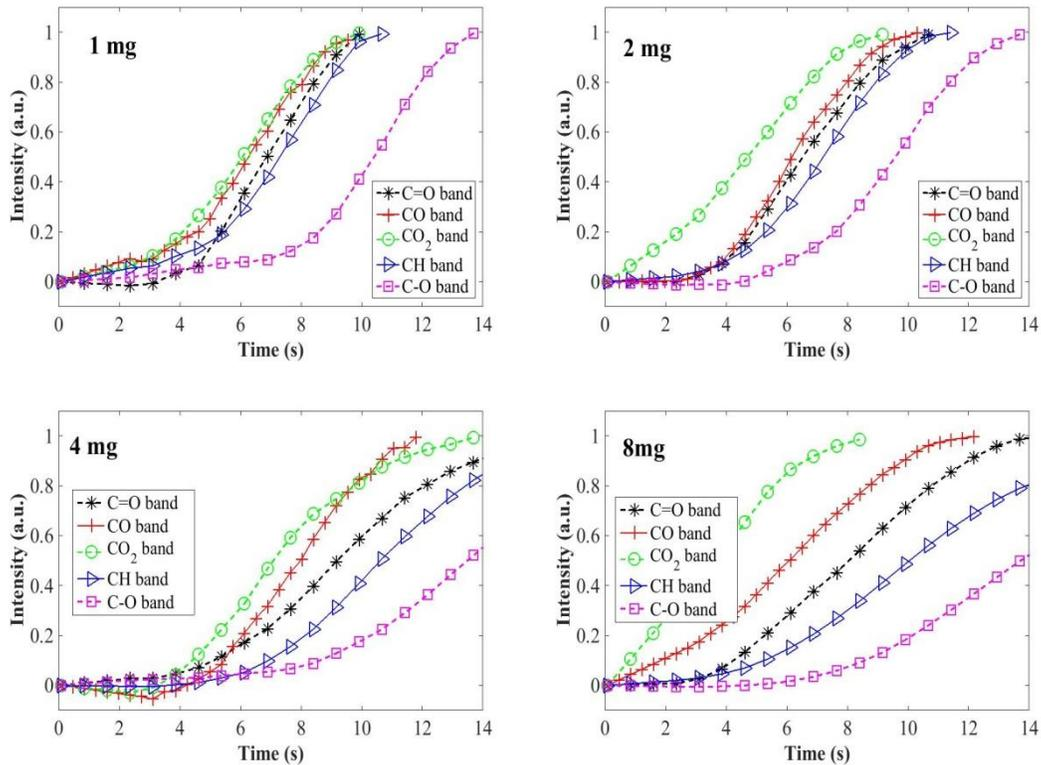 1 mg
1
0.8
0.6
0.4
0.2
0
Intensity (a.u.)
C=O band
CO band
CO2 band
CH band
C-O band
0 2 4 6 8 10 12 14
Time (s)
2 mg
1
0.8
0.6
0.4
0.2
0
Intensity (a.u.)
C=O band
CO band
CO2 band
CH band
C-O band
0 2 4 6 8 10 12 14
Time (s)
4 mg
1
0.8
0.6
0.4
0.2
0
Intensity (a.u.)
C=O band
CO band
CO2 band
CH band
C-O band
0 2 4 6 8 10 12 14
Time (s)
8mg
1
0.8
0.6
0.4
0.2
0
Intensity (a.u.)
C=O band
CO band
CO2 band
CH band
C-O band
0 2 4 6 8 10 12 14
Time (s)